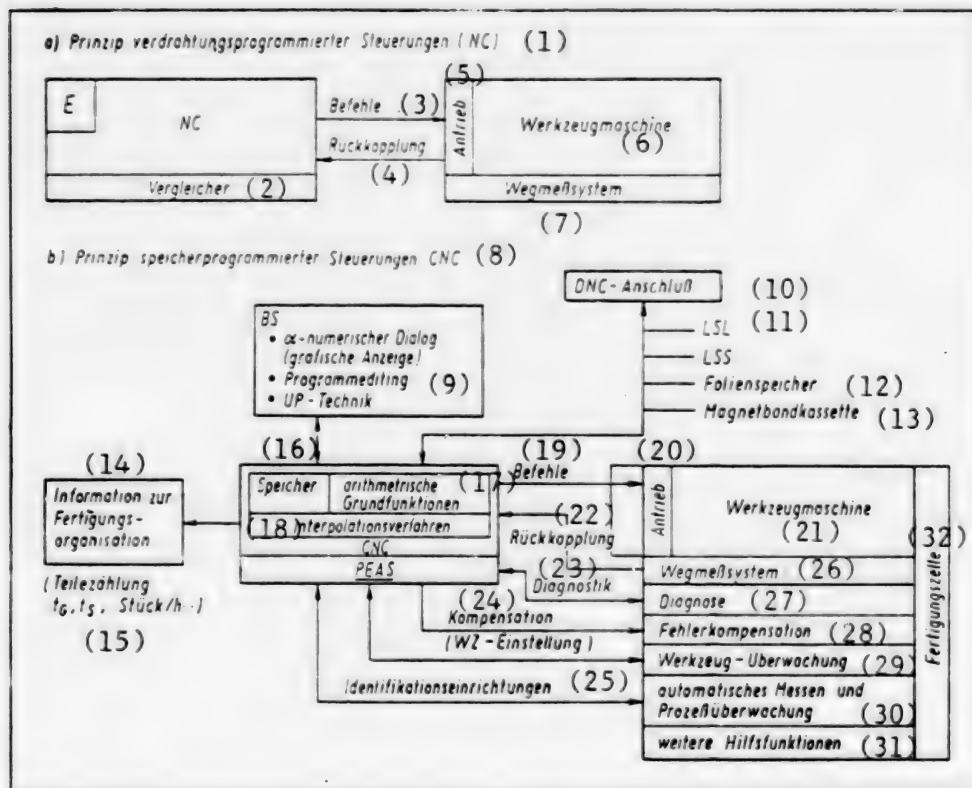 a) Prinzip verdrahtungsprogrammierter Steuerungen (NC) (1)
E
NC
Vergleicher (2)
Befehle (3)
Rückkopplung
(4)
(5)
Antrieb
Werkzeugmaschine
(6)
Wegmeßsystem
(7)
b) Prinzip speicherprogrammierter Steuerungen CNC (8)
DNC-Anschluß (10)
LSL (11)
LSS
Folienspeicher (12)
Magnetbandkassette (13)
BS
• α-numerischer Dialog
(grafische Anzeige)
• Programmediting (9)
• UP-Technik
(14)
Information zur
Fertigungs-
organisation
(Teilezählung
tG, tS, Stück/h..)
(15)
(16)
Speicher
arithmetrische (17)
Grundfunktionen
(18) Interpolationsverfahren
CNC
PEAS
(19)
Befehle
(20)
(22)
Rückkopplung
(23)
Diagnostik
(24)
Kompensation
(WZ-Einstellung)
Identifikationseinrichtungen (25)
Antrieb
Werkzeugmaschine
(21)
Wegmeßsystem (26)
Diagnose (27)
Fehlerkompensation (28)
Werkzeug-Uberwachung (29)
automatisches Messen und
Prozeßüberwachung (30)
weitere Hilfsfunktionen (31)
(32)
Fertigungszelle